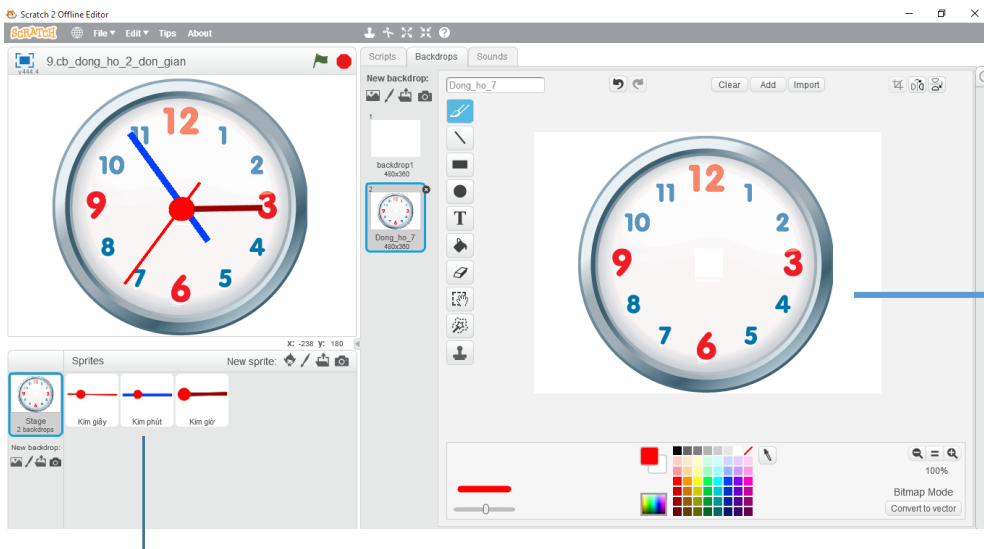 Scratch 2 Offline Editor
SCRATCH File Edit Tips About
v444.4
9.cb_dong_ho_2_don_gian
12
1
2
3
4
5
6
7
8
9
10
11
X: -238 Y: 180
Sprites
New sprite:
Stage
2 backdrops
New backdrop:
Kim giây
Kim phút
Kim giờ
Scripts
Backdrops
Sounds
New backdrop:
1
backdrop1
480x360
2
Dong_ho_7
480x360
Dong_ho_7
Clear
Add
Import
T
12
1
2
3
4
5
6
7
8
9
10
11
100%
Bitmap Mode
Convert to vector